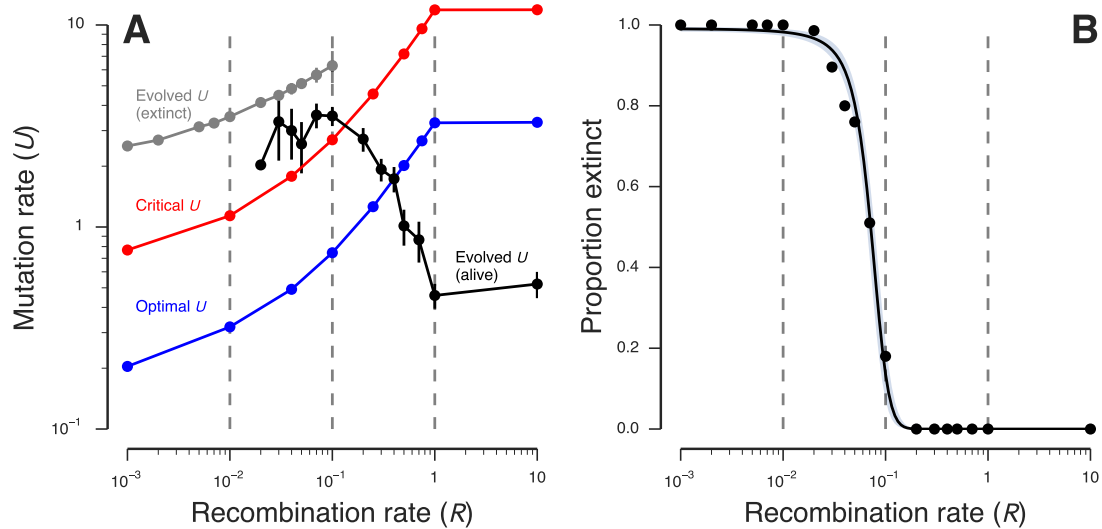 A
10
1
10⁻¹
Mutation rate (U)
Evolved U
(extinct)
Critical U
Optimal U
Evolved U
(alive)
10⁻³
10⁻²
10⁻¹
1
10
Recombination rate (R)
B
1.0
0.8
0.6
0.4
0.2
0.0
Proportion extinct
10⁻³
10⁻²
10⁻¹
1
10
Recombination rate (R)